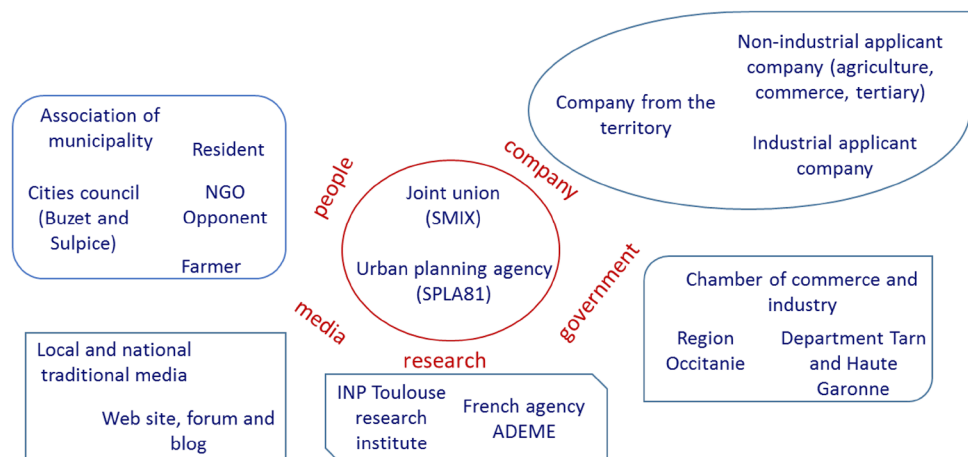 Association of
municipality
Resident
Cities council
(Buzet and
Sulpice)
NGO
Opponent
Farmer
people
Joint union
(SMIX)
Urban planning agency
(SPLA81)
company
Company from the
territory
Non-industrial applicant
company (agriculture,
commerce, tertiary)
Industrial applicant
company
government
Chamber of commerce and
industry
Region
Occitanie
Department Tarn
and Haute
Garonne
media
Local and national
traditional media
Web site, forum and
blog
research
INP Toulouse
research
institute
French agency
ADEME